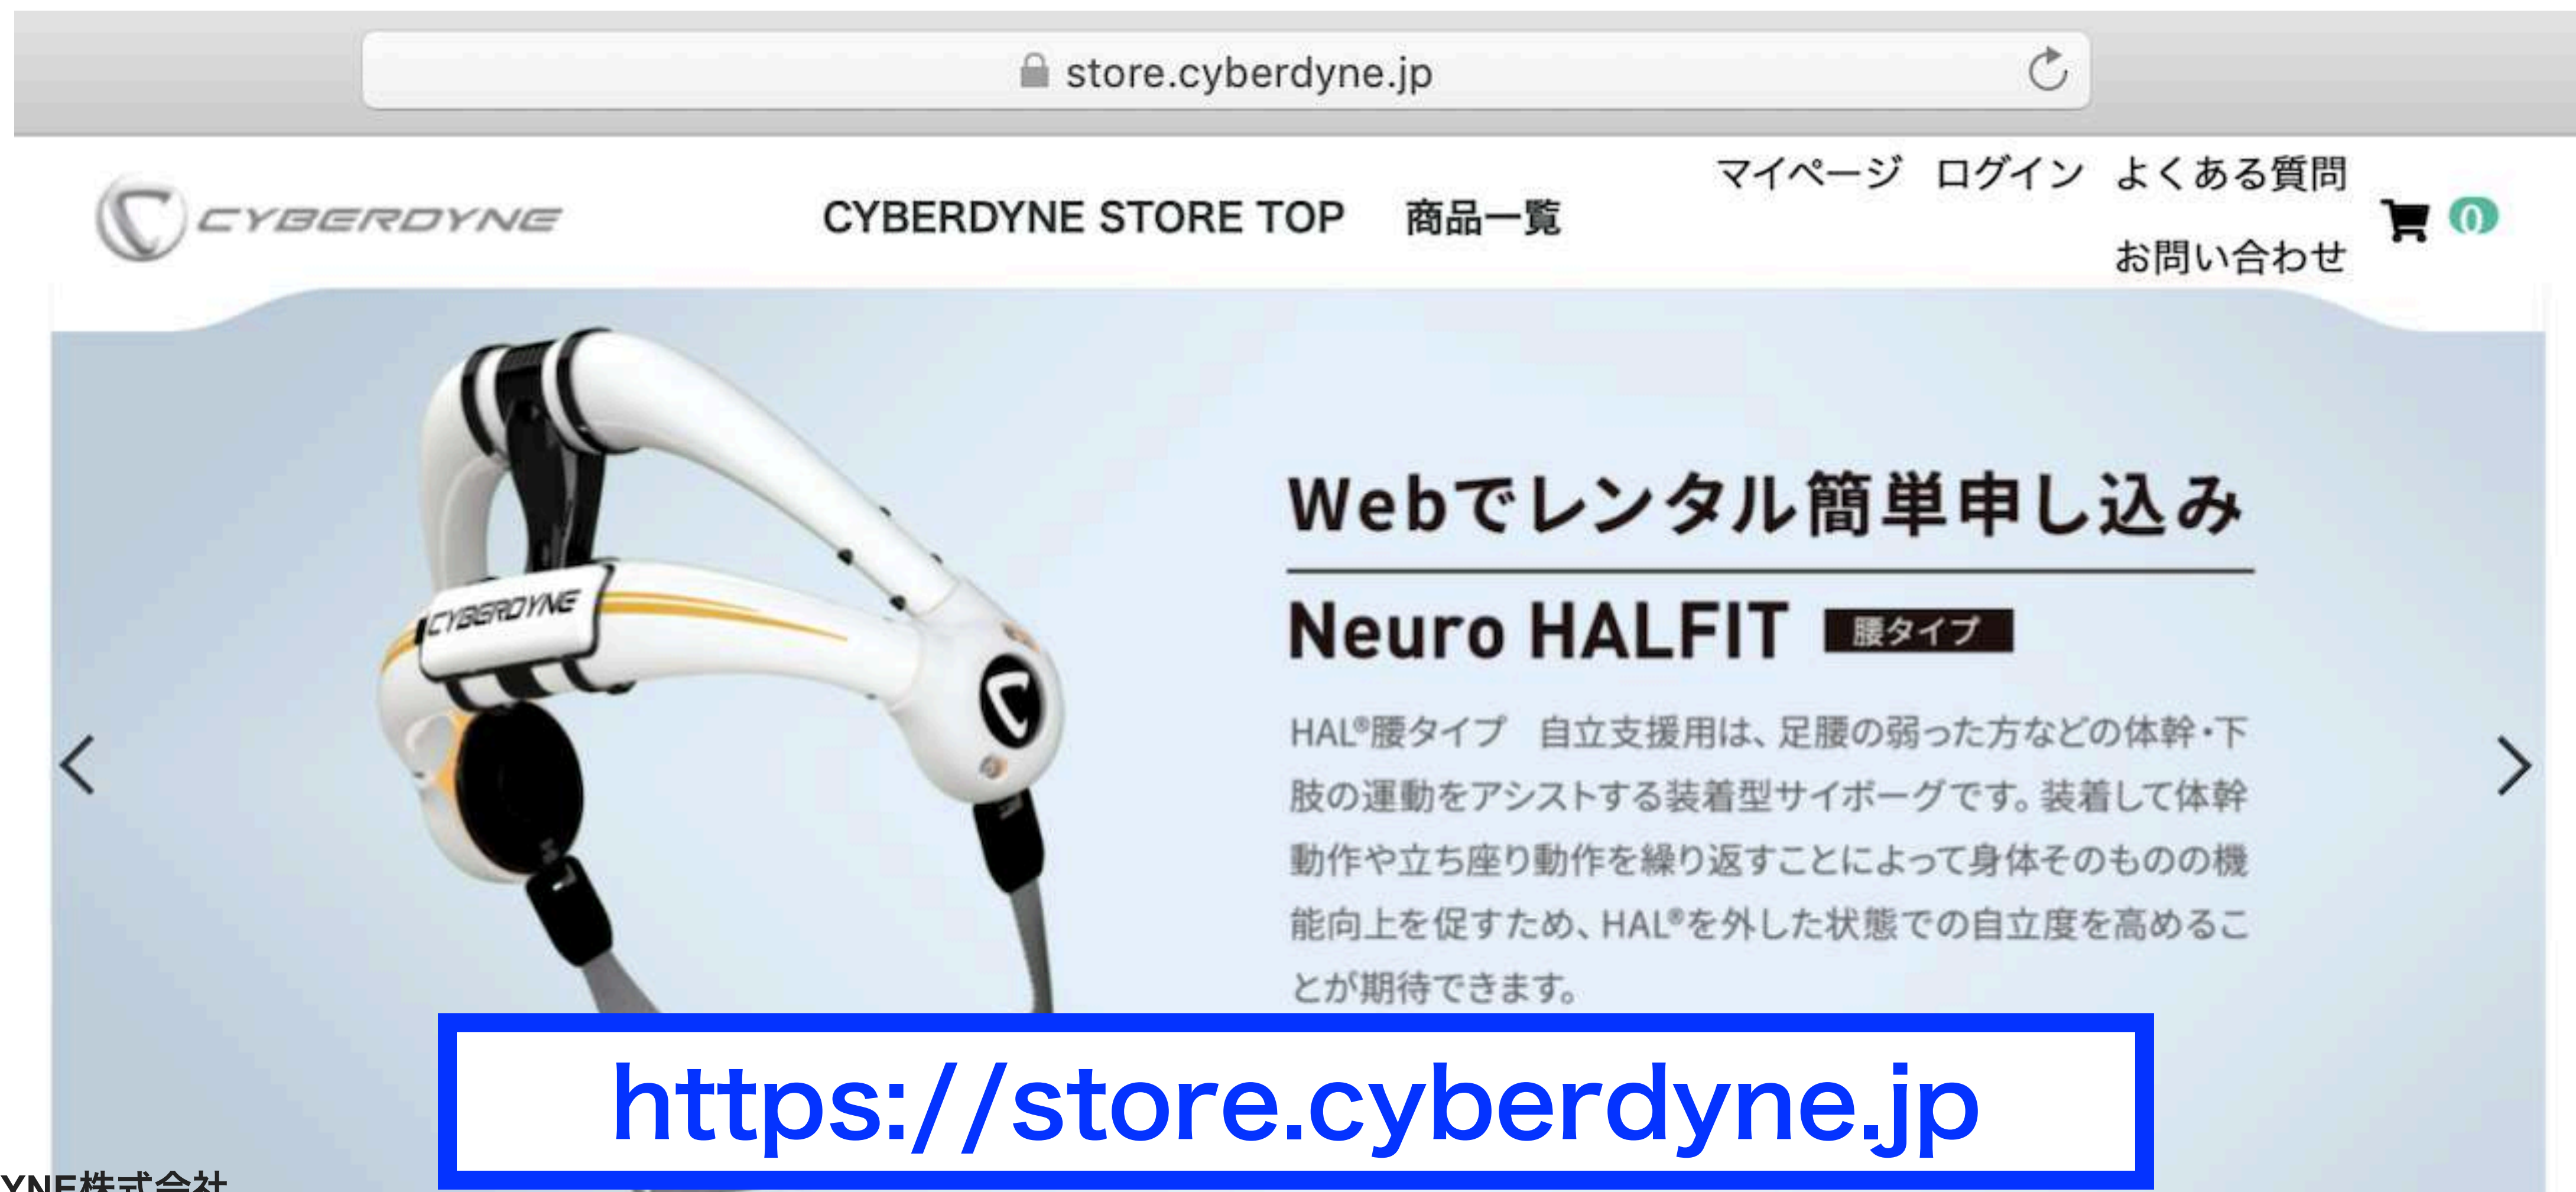 store.cyberdyne.jp
CYBERDYNE
CYBERDYNE STORE TOP 商品一覧
マイページ ログイン よくある質問
お問い合わせ
0
CYBERDYNE
Webでレンタル簡単申し込み
Neuro HALFIT 腰タイプ
HAL®腰タイプ 自立支援用は、足腰の弱った方などの体幹・下
肢の運動をアシストする装着型サイボーグです。装着して体幹
動作や立ち座り動作を繰り返すことによって身体そのものの機
能向上を促すため、HAL®を外した状態での自立度を高めるこ
とが期待できます。
https://store.cyberdyne.jp
YNE株式会社